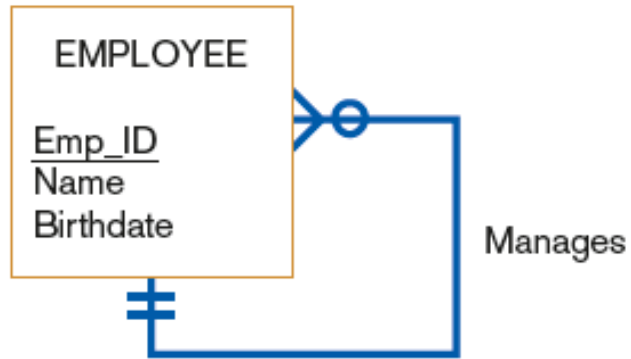 EMPLOYEE
Emp_ID
Name
Birthdate
Manages